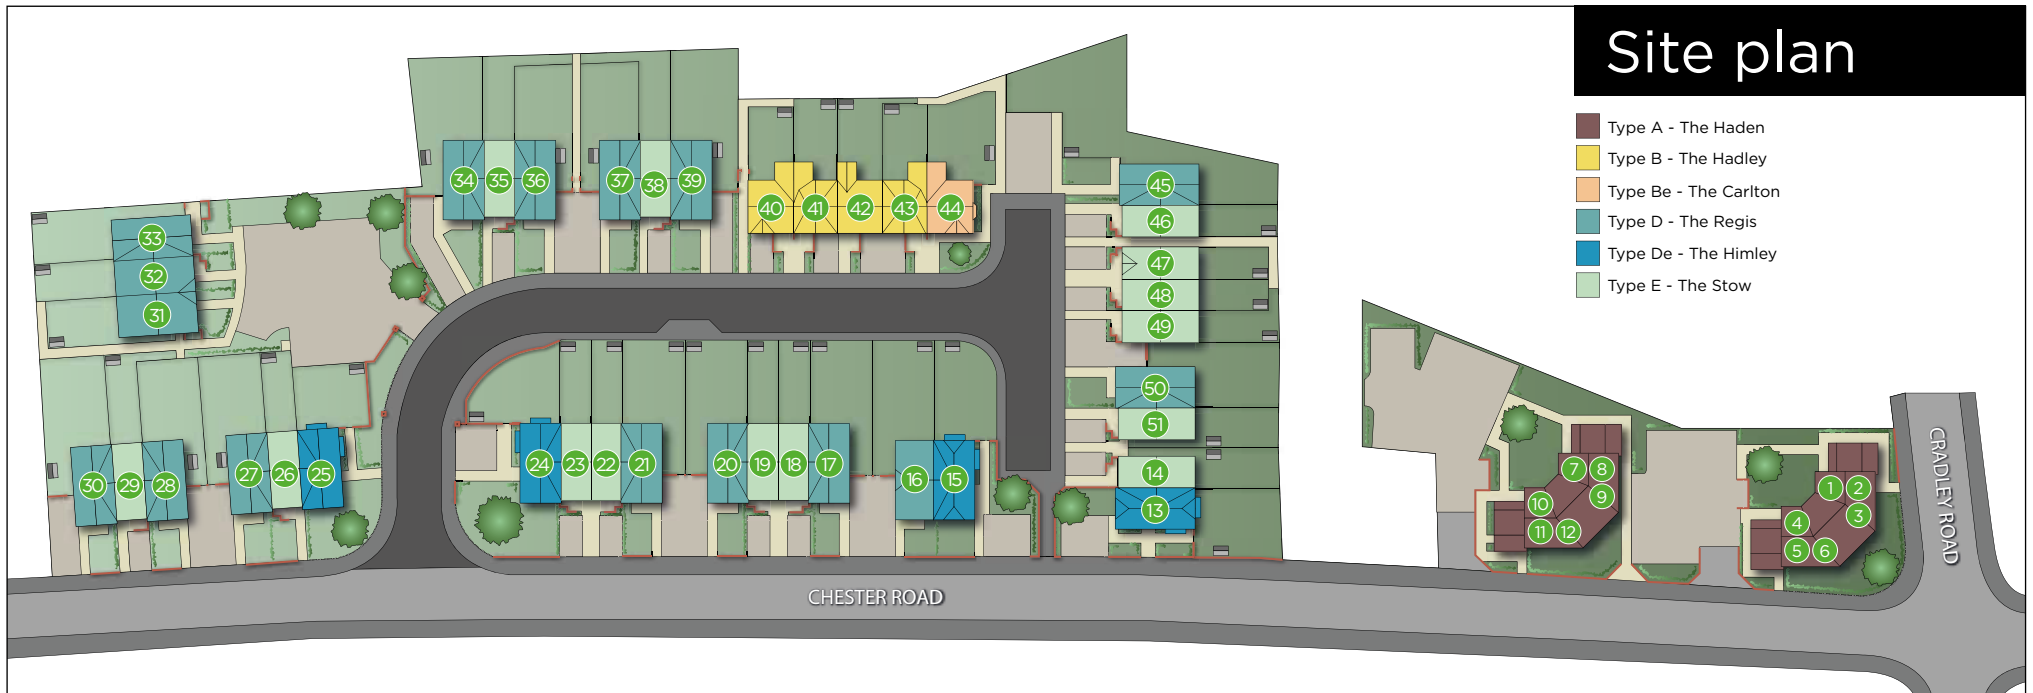 Site plan
Type A - The Haden
Type B - The Hadley
Type Be - The Carlton
Type D - The Regis
Type De - The Himley
Type E - The Stow
34 35 36
37 38 39
40 41 42 43 44
45
46
47
48
49
50
51
14
13
33
32
31
30 29 28
27 26 25
24 23 22 21
20 19 18 17
16 15
7 8
9
10
11 12
1 2
3
4
5 6
CHESTER ROAD
CRADLEY ROAD